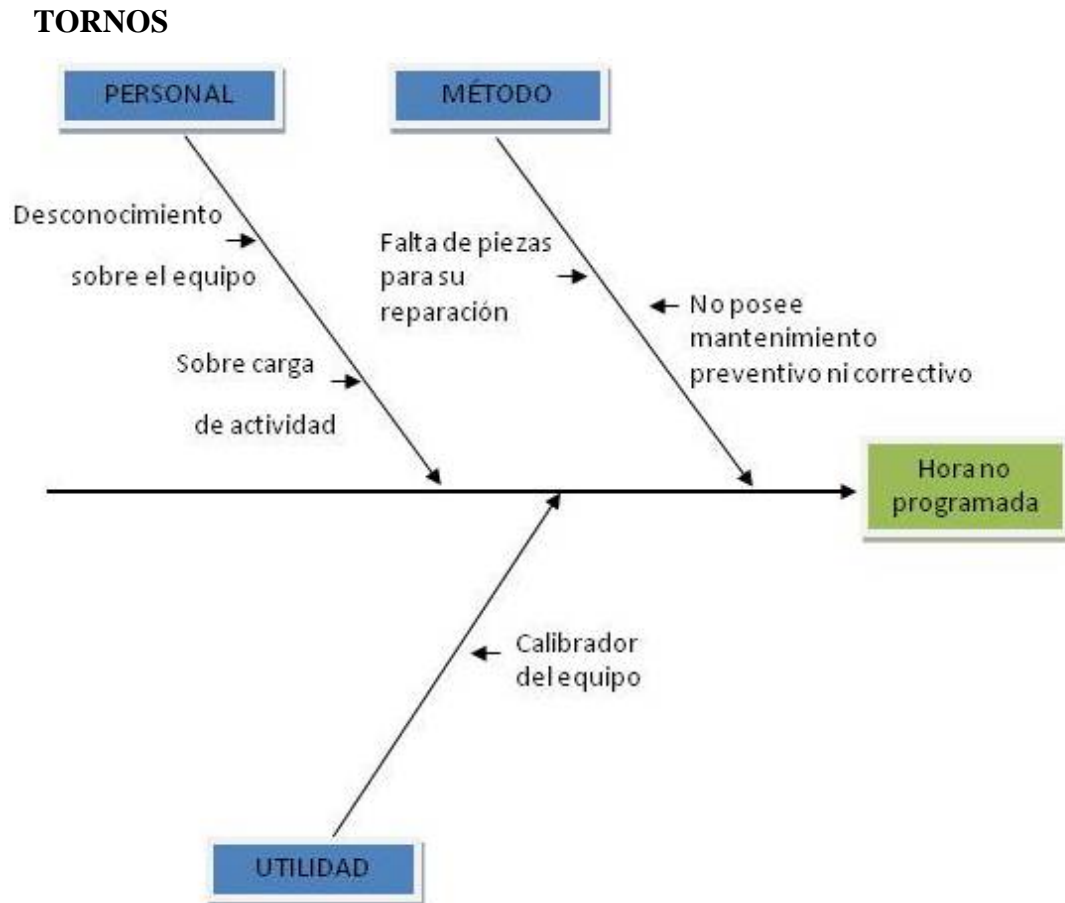 TORNOS
PERSONAL
MÉTODO
Desconocimiento
sobre el equipo
Sobre carga
de actividad
Falta de piezas
para su
reparación
No posee
mantenimiento
preventivo ni correctivo
Hora no
programada
Calibrador
del equipo
UTILIDAD